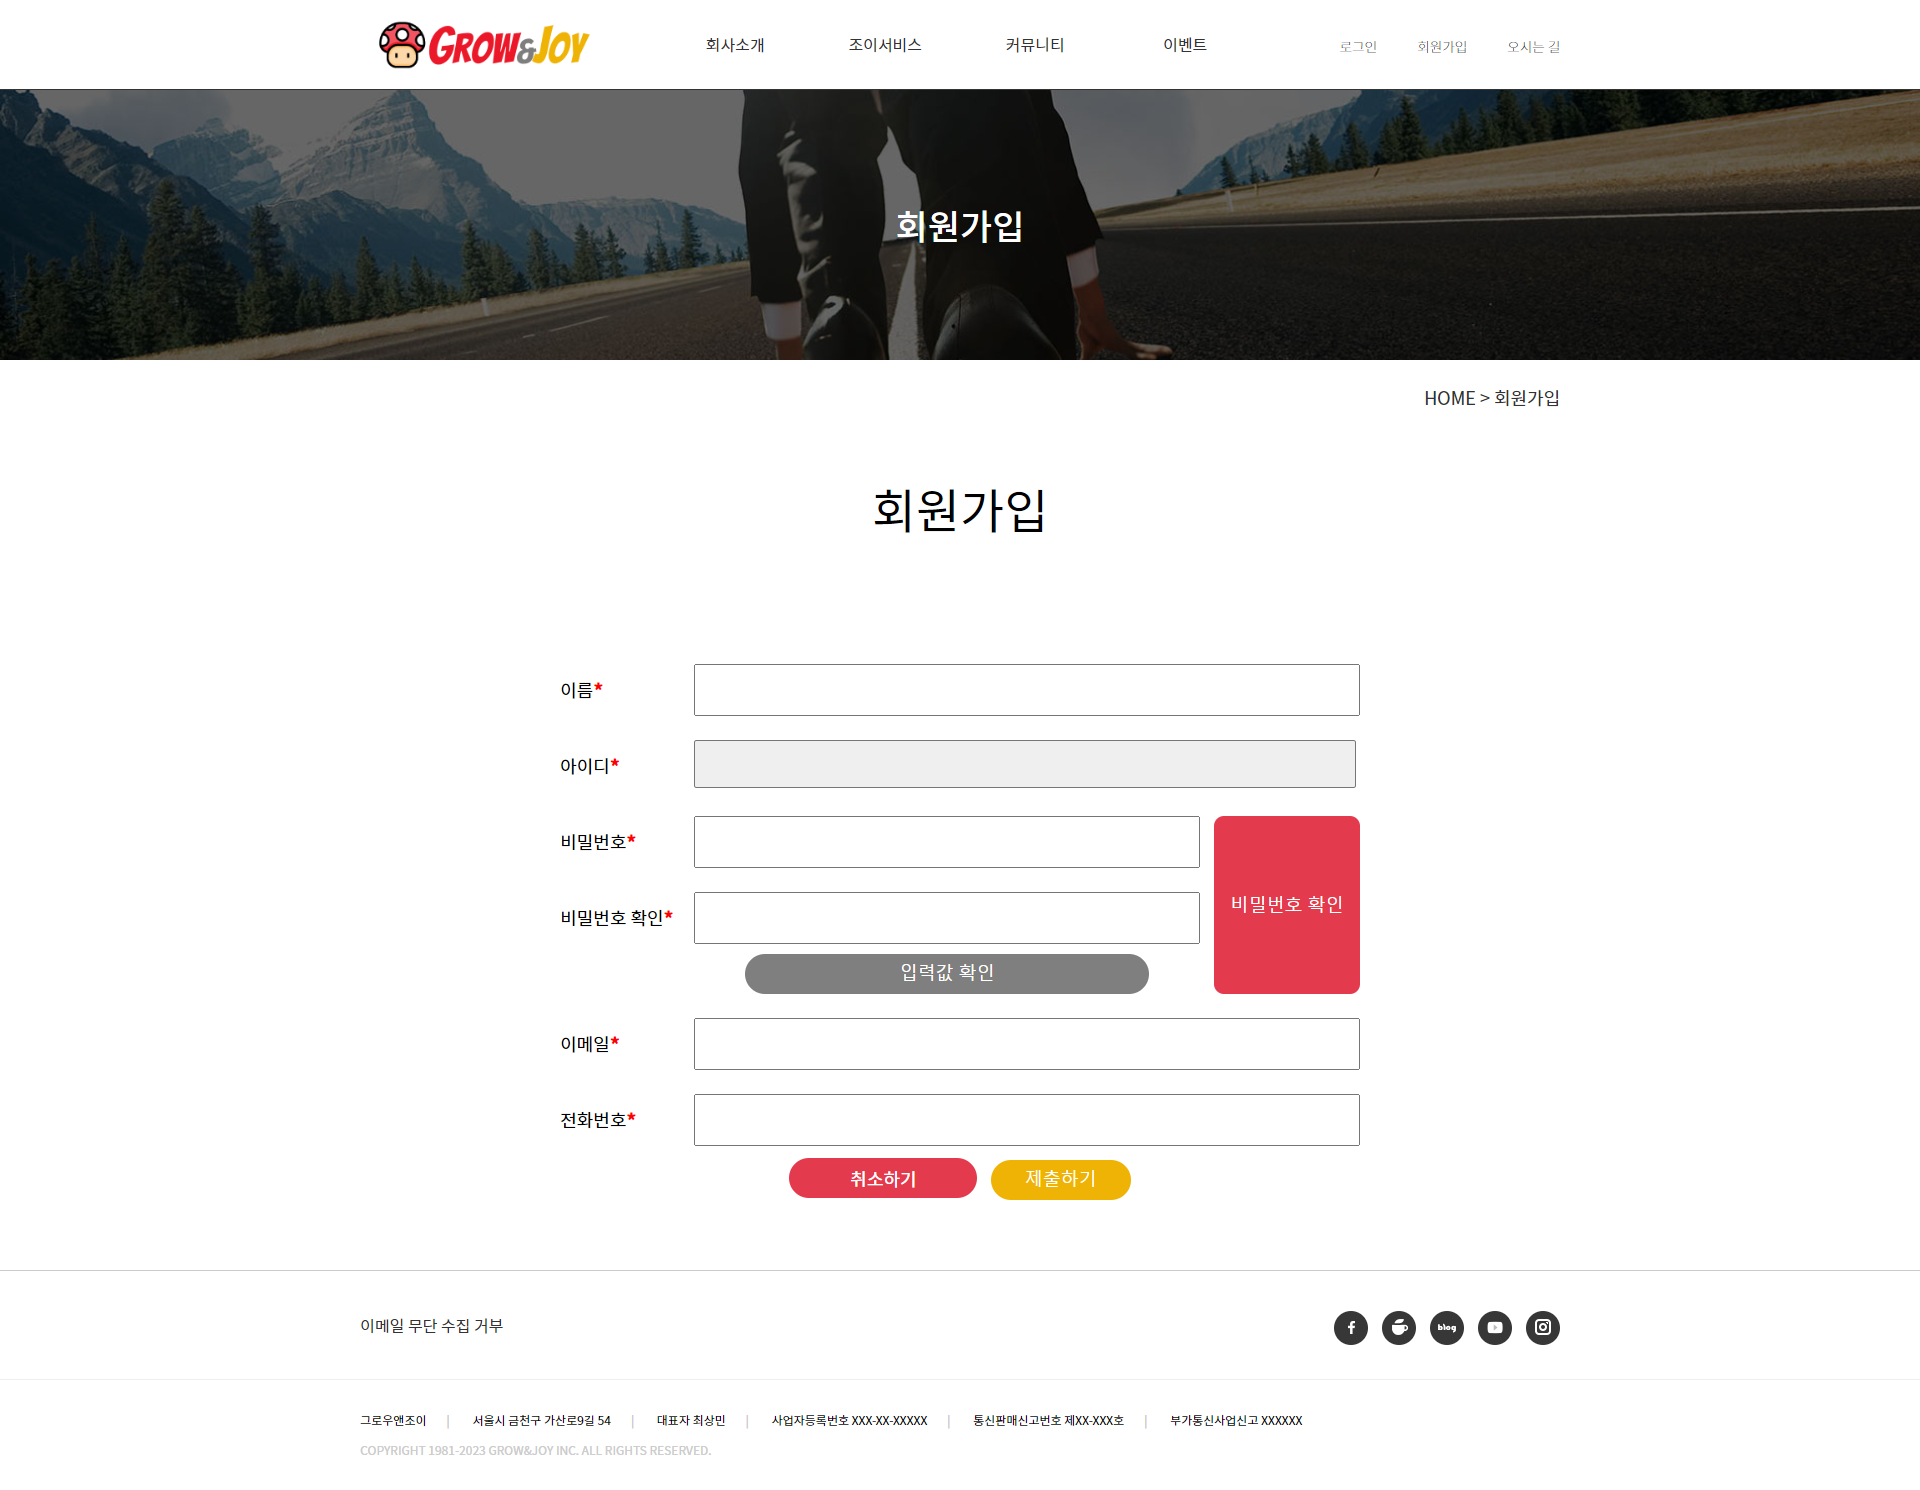 GROW&JOY
회사소개 조이서비스 커뮤니티 이벤트 로그인 회원가입 오시는 길
회원가입
HOME > 회원가입
회원가입
이름*
아이디*
비밀번호*
비밀번호 확인*
비밀번호 확인
입력값 확인
이메일*
전화번호*
취소하기 제출하기
이메일 무단 수집 거부
blog
그로우앤조이 | 서울시 금천구 가산로9길 54 | 대표자 최상민 | 사업자등록번호 XXX-XX-XXXXX | 통신판매신고번호 제XX-XXX호 | 부가통신사업신고 XXXXXX
COPYRIGHT 1981-2023 GROW&JOY INC. ALL RIGHTS RESERVED.